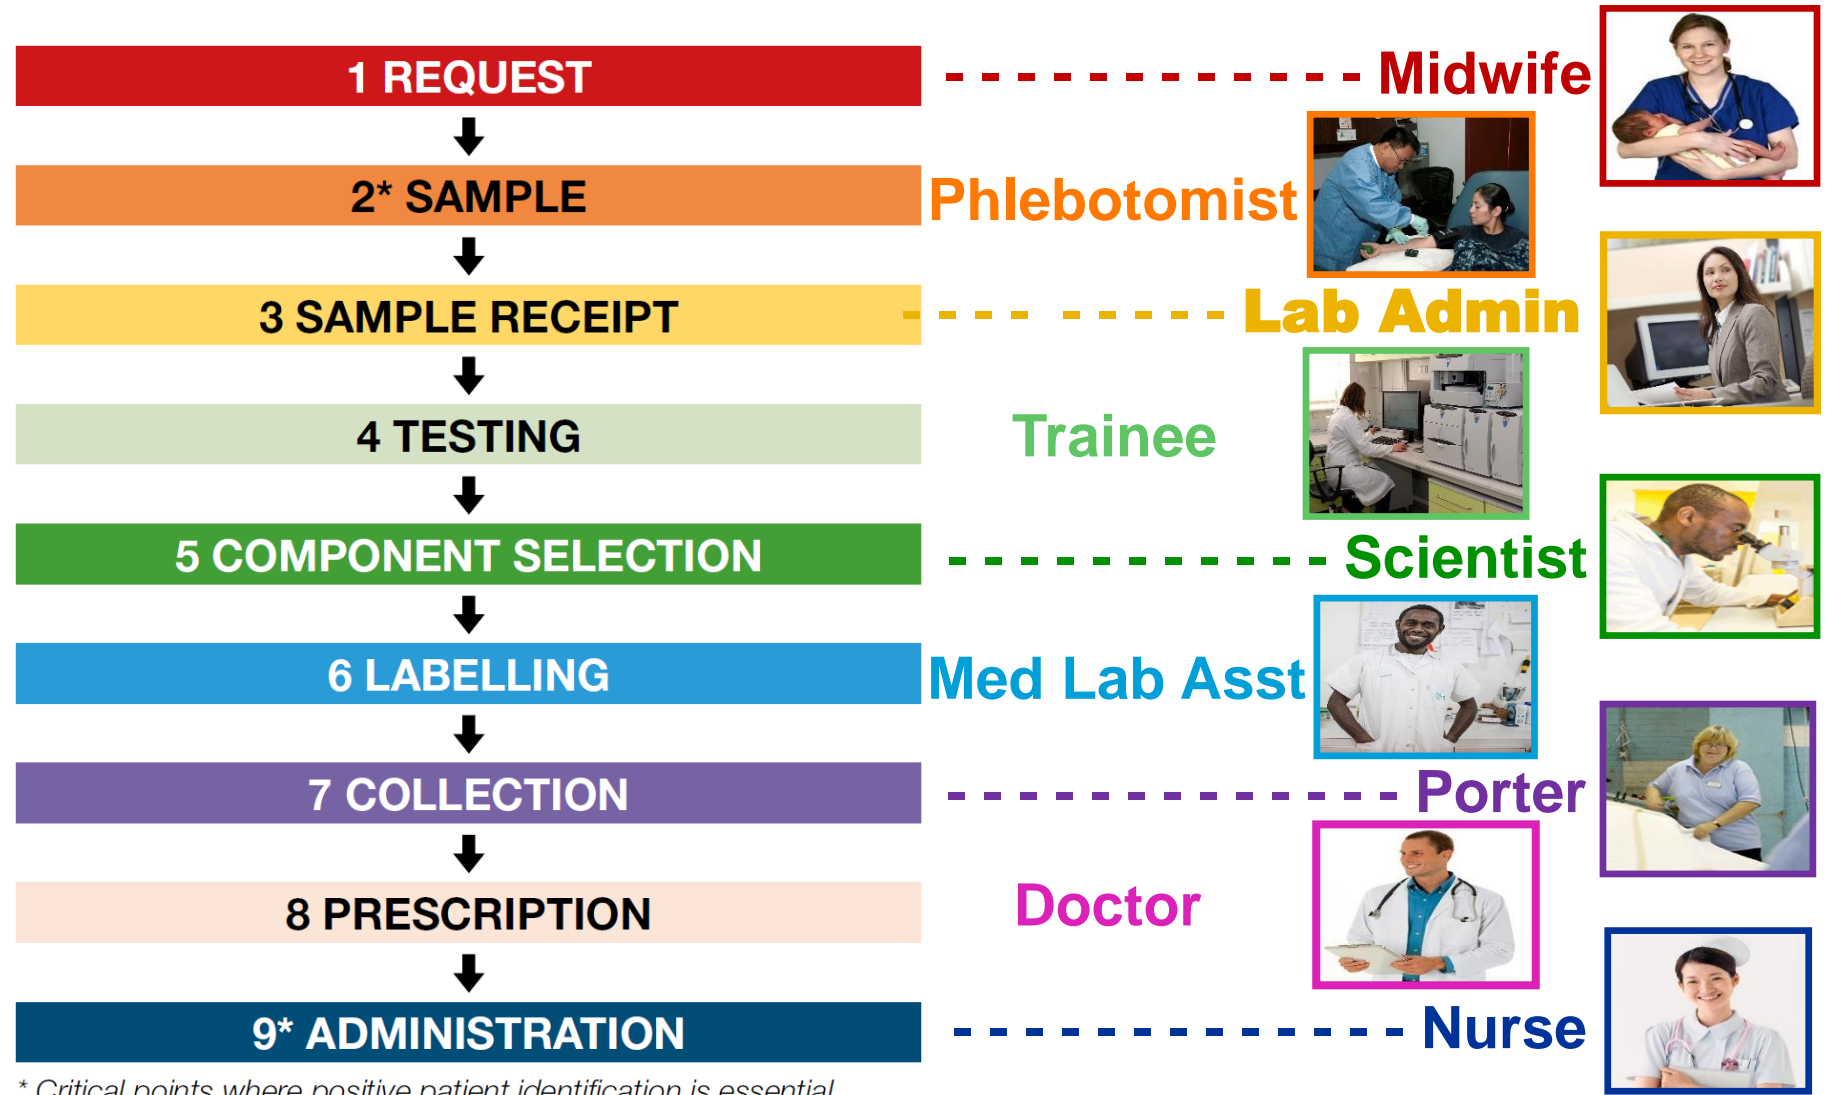 1 REQUEST
Midwife
2* SAMPLE
Phlebotomist
3 SAMPLE RECEIPT
Lab Admin
4 TESTING
Trainee
5 COMPONENT SELECTION
Scientist
6 LABELLING
Med Lab Asst
7 COLLECTION
Porter
8 PRESCRIPTION
Doctor
9* ADMINISTRATION
Nurse
* Critical points where positive patient identification is essential